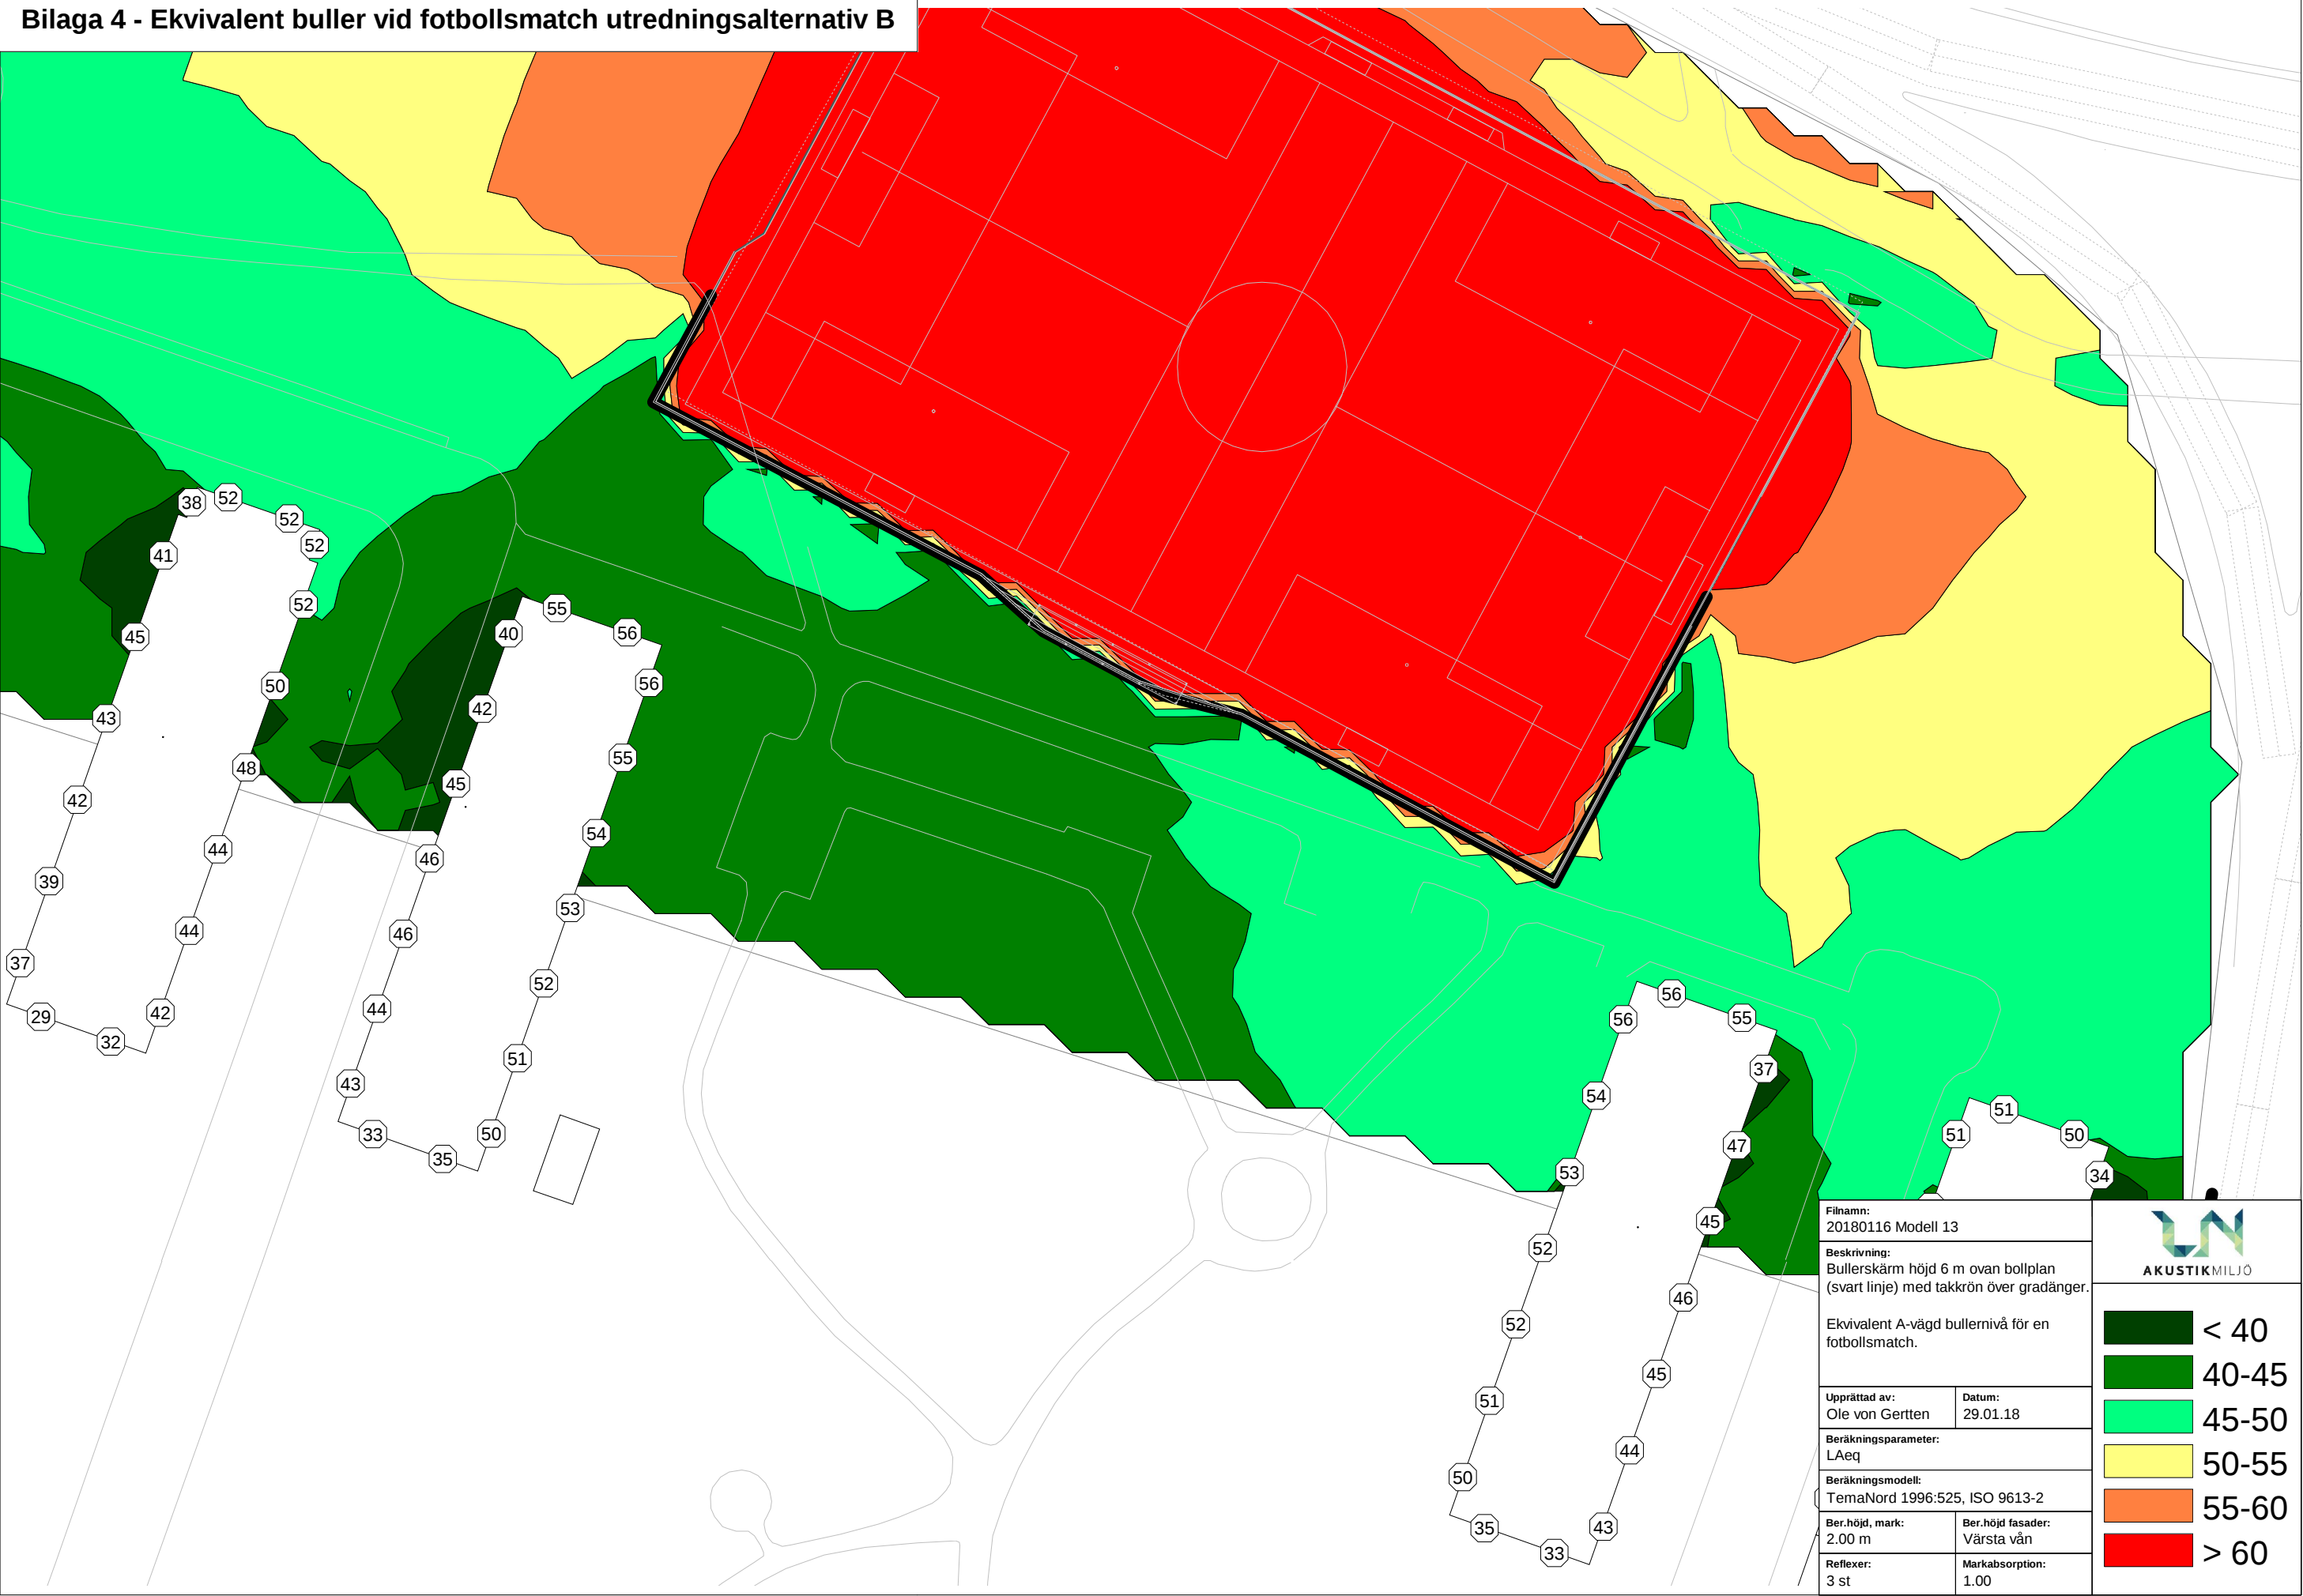 Bilaga 4 - Ekvivalent buller vid fotbollsmatch utredningsalternativ B
38
52
52
52
41
52
45
50
43
48
42
44
39
44
37
42
29
32
55
56
40
56
42
55
45
54
46
53
46
52
44
51
43
50
33
35
56
55
56
37
54
47
53
45
52
46
52
45
51
44
50
43
35
33
51
51
50
34
Filnamn:
20180116 Modell 13
Beskrivning:
Bullerskärm höjd 6 m ovan bollplan
(svart linje) med takkrön över gradänger.
Ekvivalent A-vägd bullernivå för en
fotbollsmatch.
Upprättad av:
Ole von Gertten
Datum:
29.01.18
Beräkningsparameter:
LAeq
Beräkningsmodell:
TemaNord 1996:525, ISO 9613-2
Ber.höjd, mark:
2.00 m
Ber.höjd fasader:
Värsta vån
Reflexer:
3 st
Markabsorption:
1.00
AKUSTIKMILJÖ
< 40
40-45
45-50
50-55
55-60
> 60